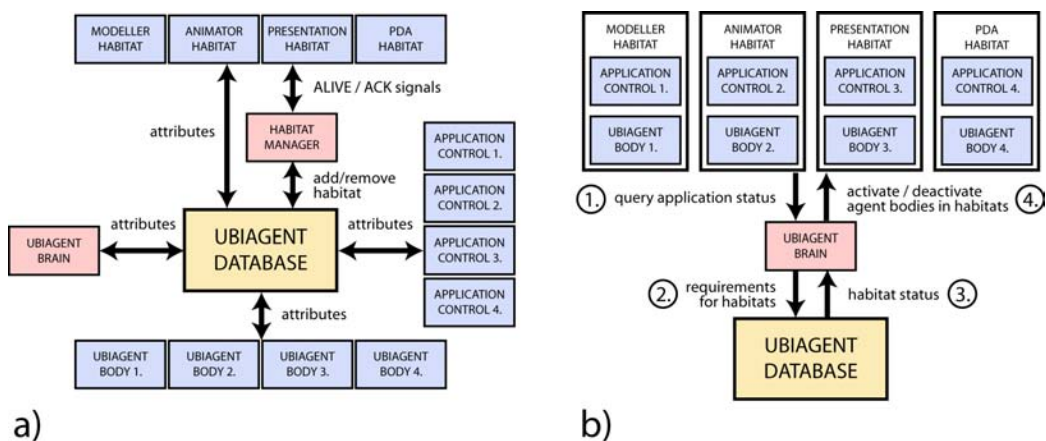 MODELLER
HABITAT
ANIMATOR
HABITAT
PRESENTATION
HABITAT
PDA
HABITAT
ALIVE / ACK signals
attributes
HABITAT
MANAGER
add/remove
habitat
APPLICATION
CONTROL 1.
APPLICATION
CONTROL 2.
APPLICATION
CONTROL 3.
APPLICATION
CONTROL 4.
UBIAGENT
BRAIN
attributes
UBIAGENT
DATABASE
attributes
attributes
UBIAGENT
BODY 1.
UBIAGENT
BODY 2.
UBIAGENT
BODY 3.
UBIAGENT
BODY 4.
a)
MODELLER
HABITAT
APPLICATION
CONTROL 1.
UBIAGENT
BODY 1.
ANIMATOR
HABITAT
APPLICATION
CONTROL 2.
UBIAGENT
BODY 2.
PRESENTATION
HABITAT
APPLICATION
CONTROL 3.
UBIAGENT
BODY 3.
PDA
HABITAT
APPLICATION
CONTROL 4.
UBIAGENT
BODY 4.
1. query application status
activate / deactivate
agent bodies in habitats 4.
UBIAGENT
BRAIN
2. requirements
for habitats
habitat status 3.
UBIAGENT
DATABASE
b)